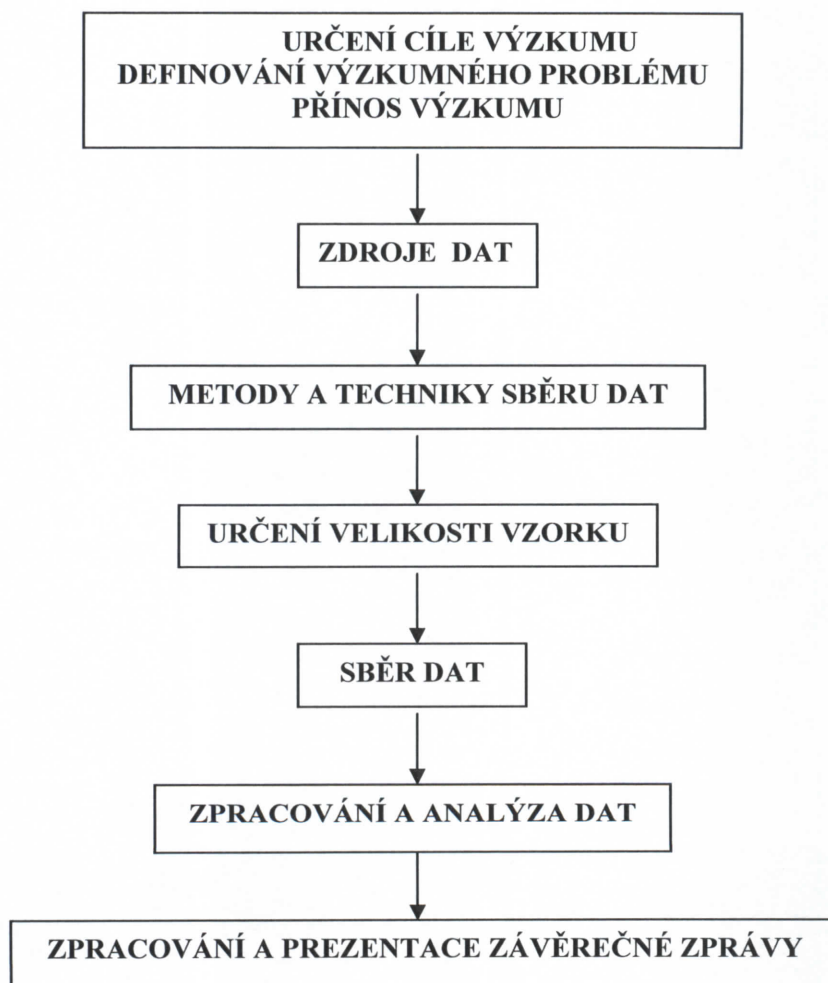 URČENÍ CÍLE VÝZKUMU
DEFINOVÁNÍ VÝZKUMNÉHO PROBLÉMU
PŘÍNOS VÝZKUMU
ZDROJE DAT
METODY A TECHNIKY SBĚRU DAT
URČENÍ VELIKOSTI VZORKU
SBĚR DAT
ZPRACOVÁNÍ A ANALÝZA DAT
ZPRACOVÁNÍ A PREZENTACE ZÁVĚREČNÉ ZPRÁVY